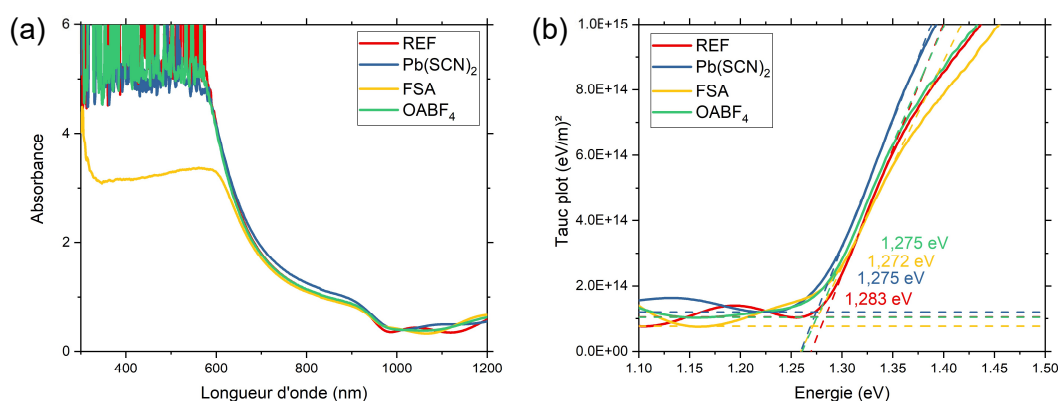 (a)
6
4
2
0
Absorbance
400
600
800
1000
1200
Longueur d'onde (nm)
REF
Pb(SCN)₂
FSA
OABF₄
(b)
1.0E+15
8.0E+14
6.0E+14
4.0E+14
2.0E+14
0.0E+00
Tauc plot (eV/m)²
1.10
1.15
1.20
1.25
1.30
1.35
1.40
1.45
1.50
Energie (eV)
REF
Pb(SCN)₂
FSA
OABF₄
1,275 eV
1,272 eV
1,275 eV
1,283 eV